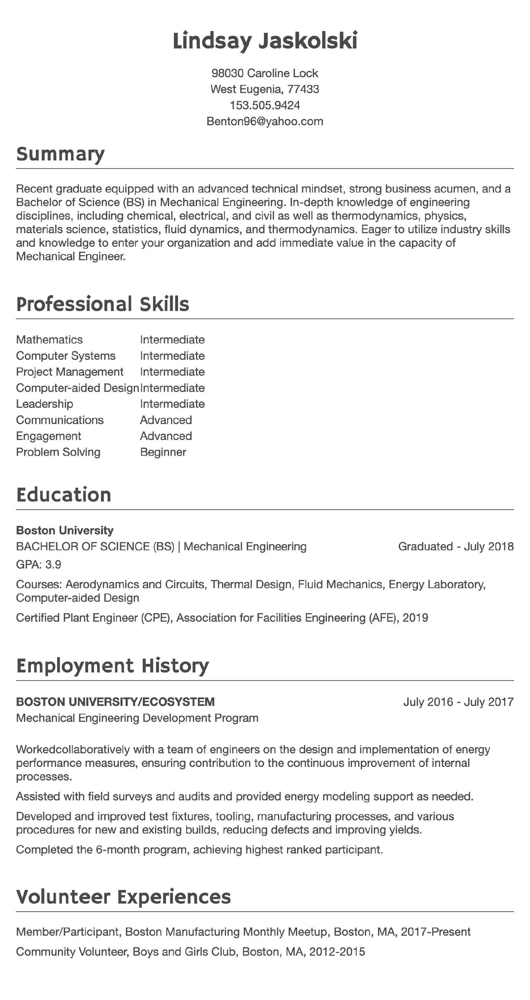 Lindsay Jaskolski
98030 Caroline Lock
West Eugenia, 77433
153.505.9424
Benton96@yahoo.com
Summary
Recent graduate equipped with an advanced technical mindset, strong business acumen, and a
Bachelor of Science (BS) in Mechanical Engineering. In-depth knowledge of engineering
disciplines, including chemical, electrical, and civil as well as thermodynamics, physics,
materials science, statistics, fluid dynamics, and thermodynamics. Eager to utilize industry skills
and knowledge to enter your organization and add immediate value in the capacity of
Mechanical Engineer.
Professional Skills
Mathematics Intermediate
Computer Systems Intermediate
Project Management Intermediate
Computer-aided Design Intermediate
Leadership Intermediate
Communications Advanced
Engagement Advanced
Problem Solving Beginner
Education
Boston University
BACHELOR OF SCIENCE (BS) | Mechanical Engineering Graduated - July 2018
GPA: 3.9
Courses: Aerodynamics and Circuits, Thermal Design, Fluid Mechanics, Energy Laboratory,
Computer-aided Design
Certified Plant Engineer (CPE), Association for Facilities Engineering (AFE), 2019
Employment History
BOSTON UNIVERSITY/ECOSYSTEM July 2016 - July 2017
Mechanical Engineering Development Program
Workedcollaboratively with a team of engineers on the design and implementation of energy
performance measures, ensuring contribution to the continuous improvement of internal
processes.
Assisted with field surveys and audits and provided energy modeling support as needed.
Developed and improved test fixtures, tooling, manufacturing processes, and various
procedures for new and existing builds, reducing defects and improving yields.
Completed the 6-month program, achieving highest ranked participant.
Volunteer Experiences
Member/Participant, Boston Manufacturing Monthly Meetup, Boston, MA, 2017-Present
Community Volunteer, Boys and Girls Club, Boston, MA, 2012-2015